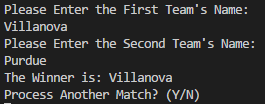 Please Enter the First Team's Name:
Villanova
Please Enter the Second Team's Name:
Purdue
The Winner is: Villanova
Process Another Match? (Y/N)